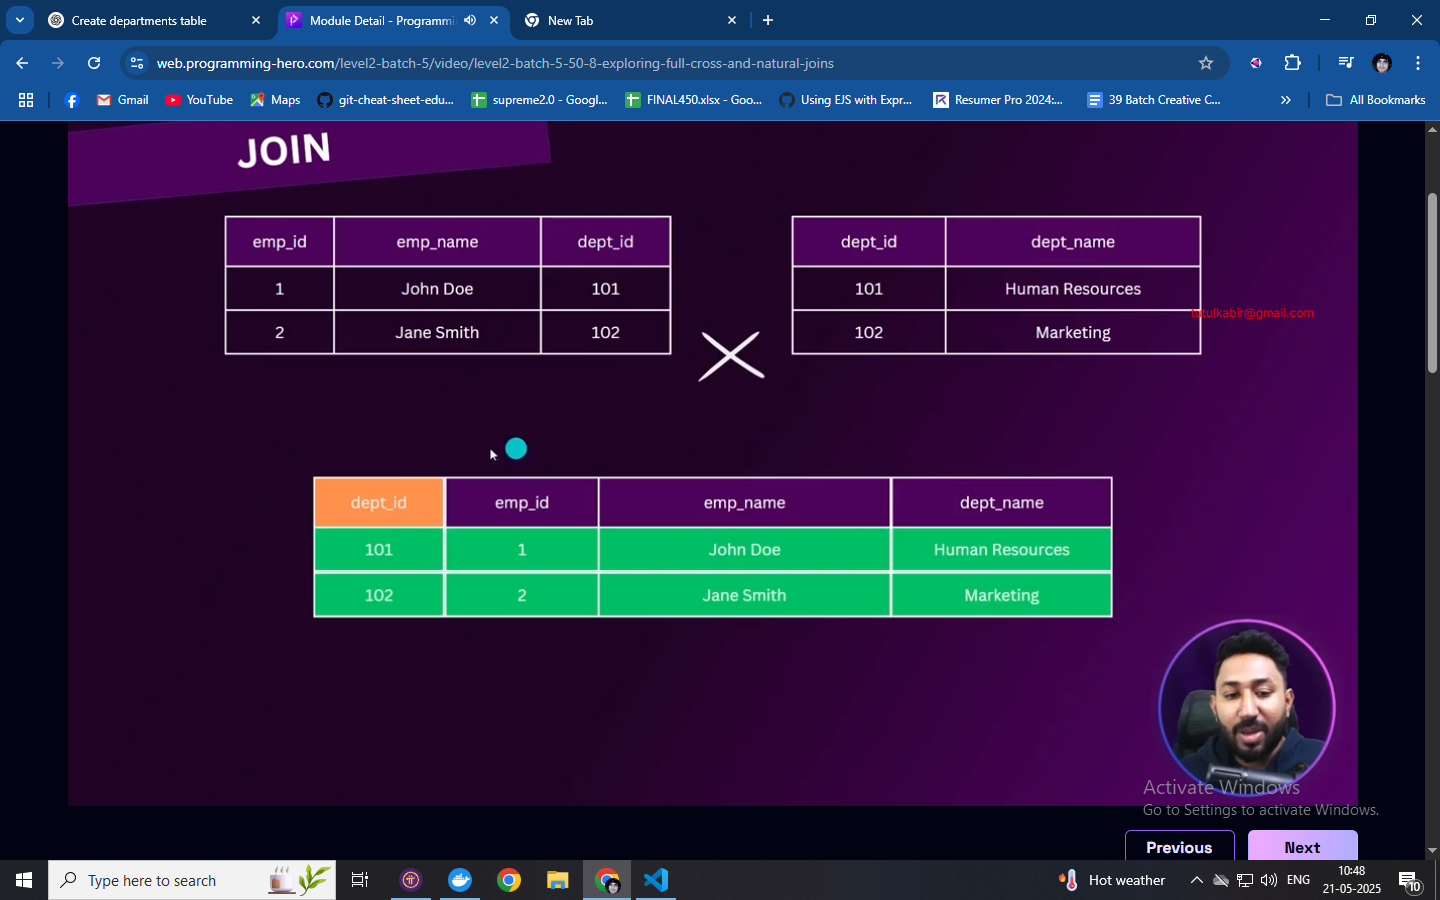 Create departments table
Module Detail - Programmi
New Tab
web.programming-hero.com/level2-batch-5/video/level2-batch-5-50-8-exploring-full-cross-and-natural-joins
Gmail
YouTube
Maps
git-cheat-sheet-edu...
supreme2.0 - Googl...
FINAL450.xlsx - Goo...
Using EJS with Expr...
Resumer Pro 2024:...
39 Batch Creative C...
All Bookmarks
JOIN
emp_id emp_name dept_id
1 John Doe 101
2 Jane Smith 102
dept_id dept_name
101 Human Resources
102 Marketing
tutulkabir@gmail.com
dept_id emp_id emp_name dept_name
101 1 John Doe Human Resources
102 2 Jane Smith Marketing
Activate Windows
Go to Settings to activate Windows.
Previous
Next
Type here to search
Hot weather
ENG
10:48
21-05-2025
10